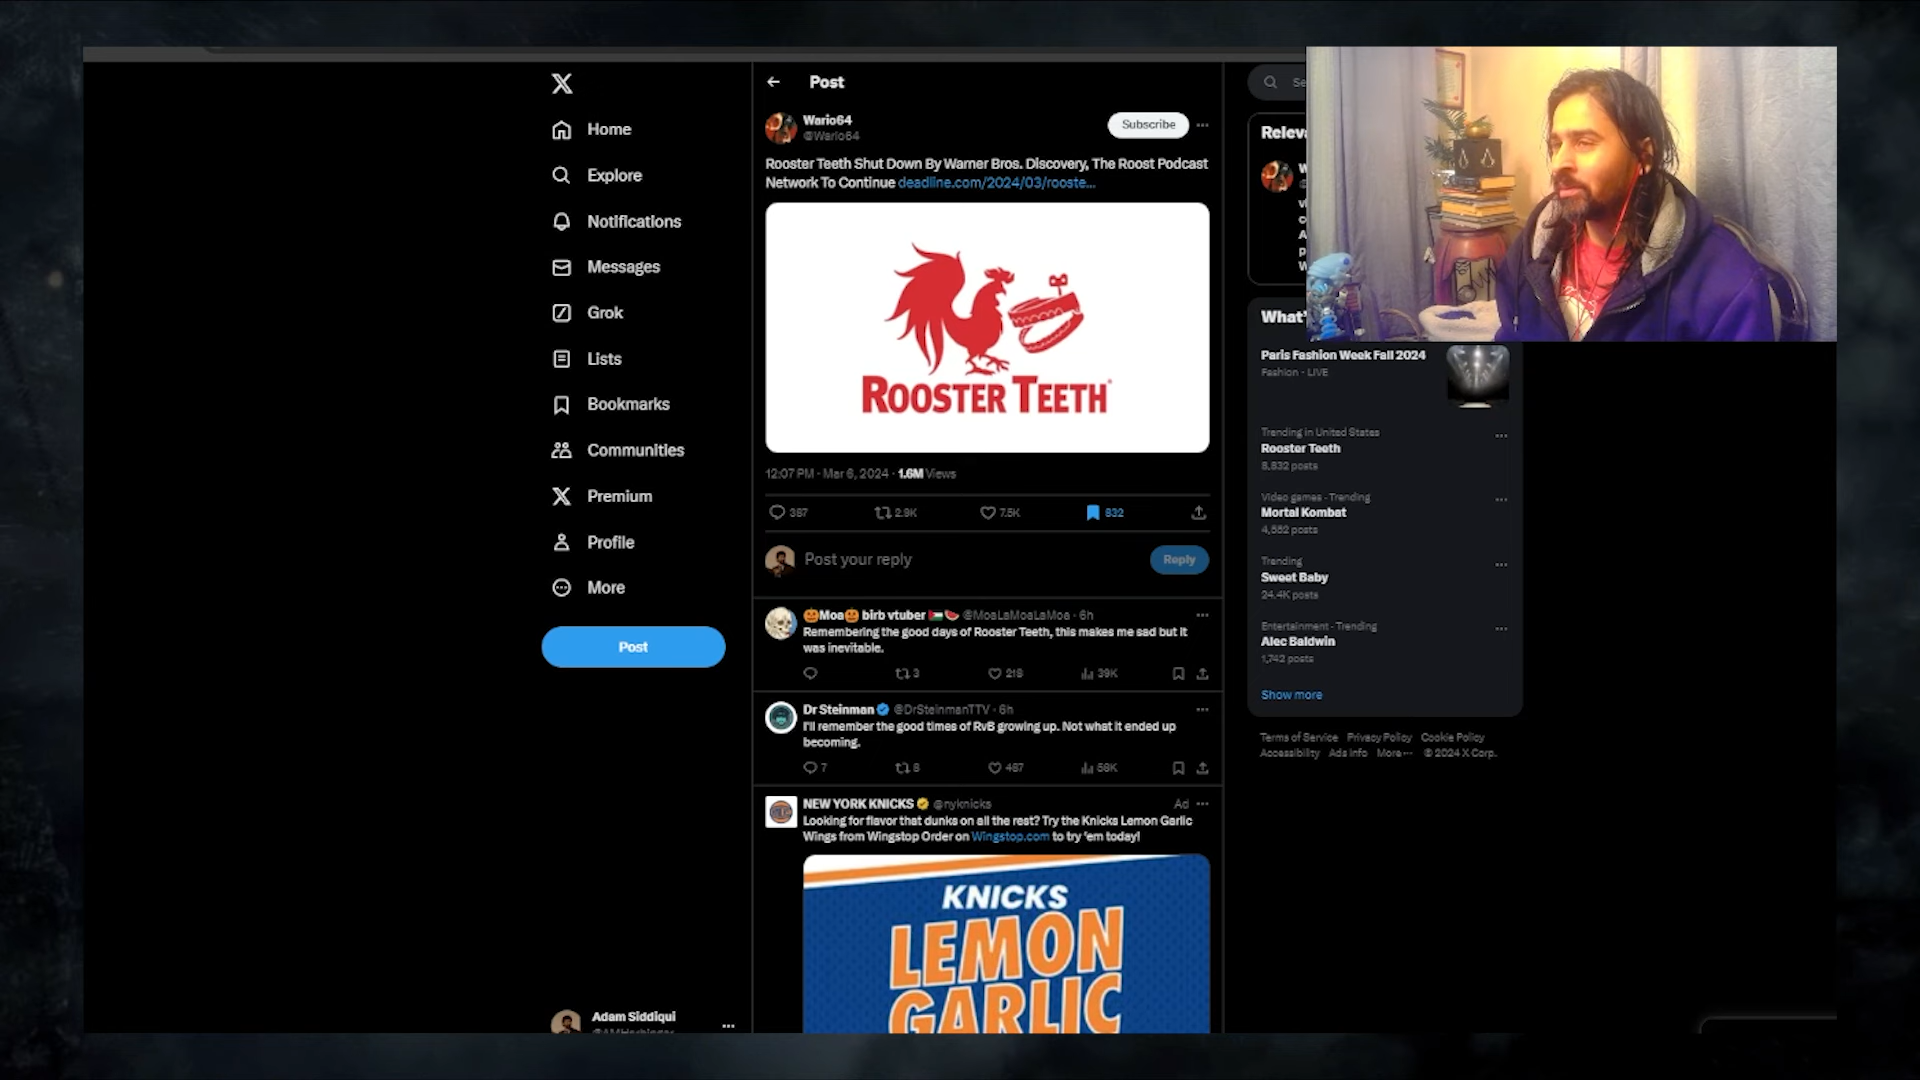 Home
Explore
Notifications
Messages
Grok
Lists
Bookmarks
Communities
Premium
Profile
More
Post
Adam Siddiqui
Post
Wario64
@Wario64
Subscribe
Rooster Teeth Shut Down By Warner Bros. Discovery, The Roost Podcast
Network To Continue deadline.com/2024/03/rooste...
ROOSTER TEETH
12:07 PM · Mar 6, 2024 · 1.6M Views
387
2.9K
7.5K
832
Post your reply
Reply
🎃Moa🎃 birb vtuber 🇵🇸🍉 @MoaLaMoaLaMoa · 6h
Remembering the good days of Rooster Teeth, this makes me sad but it
was inevitable.
3
218
39K
Dr Steinman @DrSteinmanTTV · 6h
I'll remember the good times of RvB growing up. Not what it ended up
becoming.
7
8
487
58K
NEW YORK KNICKS @nyknicks
Ad
Looking for flavor that dunks on all the rest? Try the Knicks Lemon Garlic
Wings from Wingstop Order on Wingstop.com to try 'em today!
KNICKS
LEMON
GARLIC
Se
Releva
What'
Paris Fashion Week Fall 2024
Fashion · LIVE
Trending in United States
Rooster Teeth
8,832 posts
Video games · Trending
Mortal Kombat
4,552 posts
Trending
Sweet Baby
24.4K posts
Entertainment · Trending
Alec Baldwin
1,742 posts
Show more
Terms of Service Privacy Policy Cookie Policy
Accessibility Ads info More ··· © 2024 X Corp.